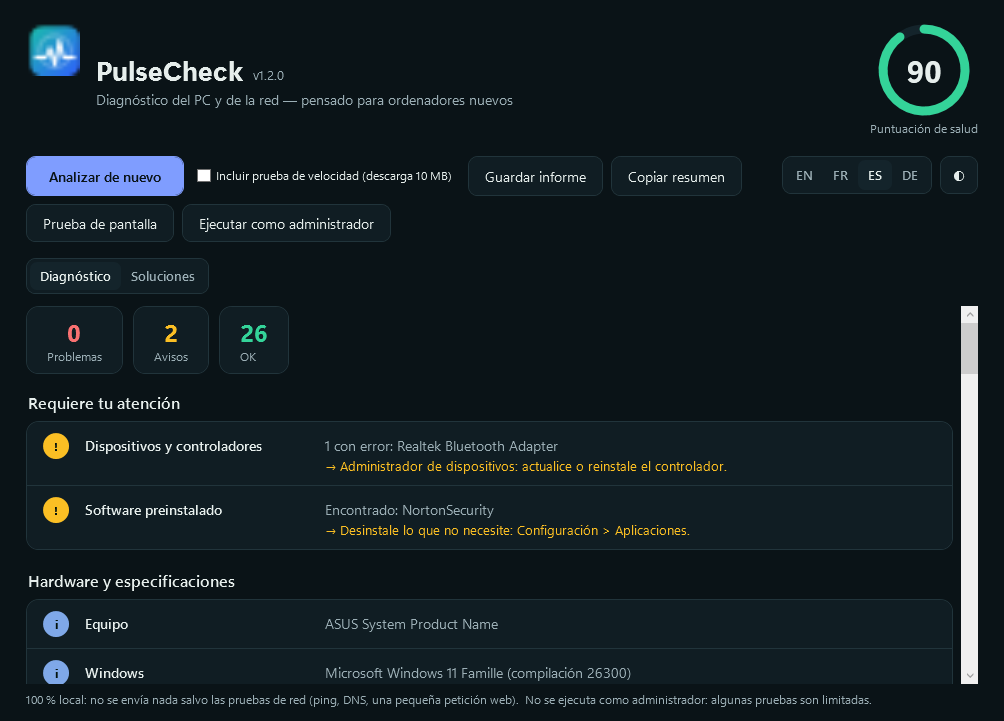 PulseCheck v1.2.0
Diagnóstico del PC y de la red — pensado para ordenadores nuevos
90
Puntuación de salud
Analizar de nuevo
Incluir prueba de velocidad (descarga 10 MB)
Guardar informe
Copiar resumen
EN FR ES DE
Prueba de pantalla
Ejecutar como administrador
Diagnóstico
Soluciones
0
Problemas
2
Avisos
26
OK
Requiere tu atención
! Dispositivos y controladores
1 con error: Realtek Bluetooth Adapter
→ Administrador de dispositivos: actualice o reinstale el controlador.
! Software preinstalado
Encontrado: NortonSecurity
→ Desinstale lo que no necesite: Configuración > Aplicaciones.
Hardware y especificaciones
i Equipo
ASUS System Product Name
i Windows
Microsoft Windows 11 Famille (compilación 26300)
100 % local: no se envía nada salvo las pruebas de red (ping, DNS, una pequeña petición web). No se ejecuta como administrador: algunas pruebas son limitadas.